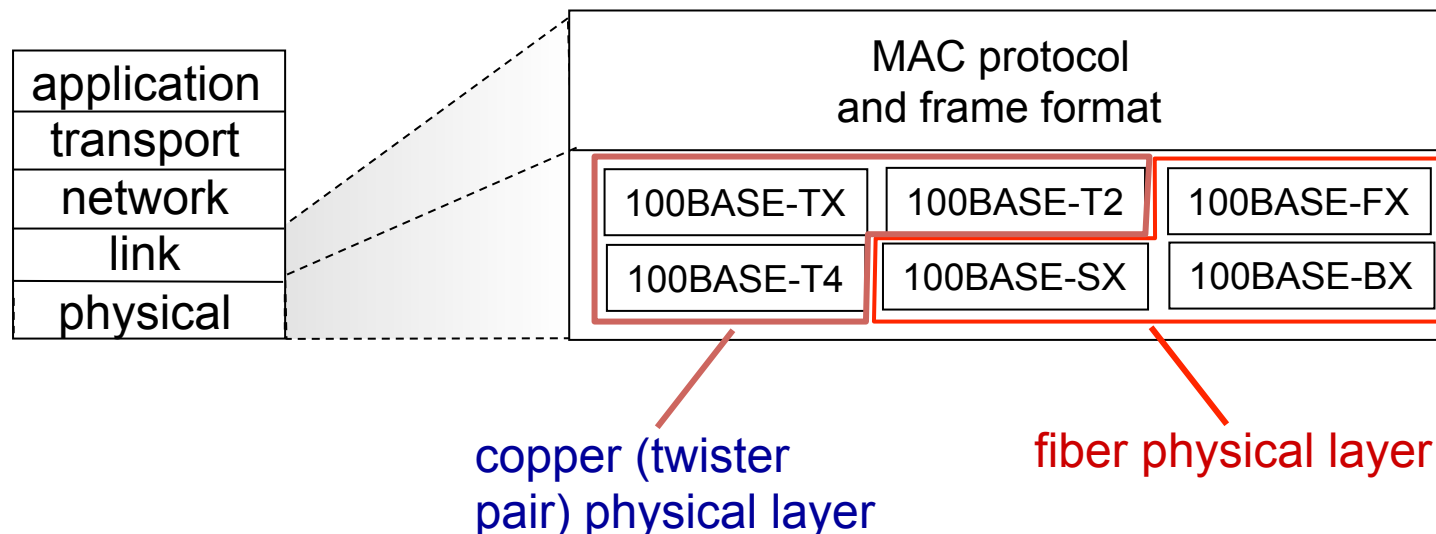 application
transport
network
link
physical
MAC protocol
and frame format
100BASE-TX
100BASE-T2
100BASE-FX
100BASE-T4
100BASE-SX
100BASE-BX
copper (twister
pair) physical layer
fiber physical layer